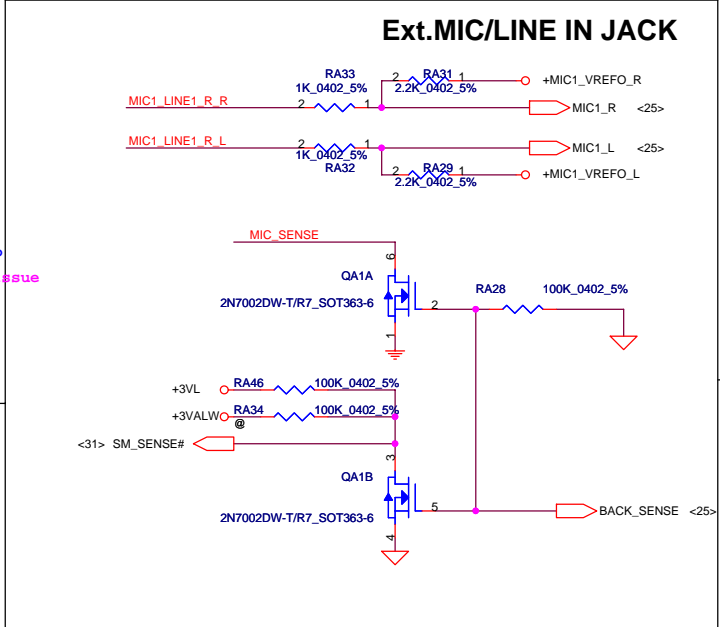 Ext.MIC/LINE IN JACK
RA33
1K_0402_5%
2 RA31 1
2.2K_0402_5%
+MIC1_VREFO_R
MIC1_LINE1_R_R
2 1
MIC1_R <25>
MIC1_LINE1_R_L
2 1
1K_0402_5%
RA32
MIC1_L <25>
2 RA29 1
2.2K_0402_5%
+MIC1_VREFO_L
MIC_SENSE
ssue
6
QA1A
2N7002DW-T/R7_SOT363-6
2
1
RA28
100K_0402_5%
+3VL
RA46
100K_0402_5%
+3VALW
RA34
100K_0402_5%
@
<31> SM_SENSE#
3
QA1B
2N7002DW-T/R7_SOT363-6
5
4
BACK_SENSE <25>